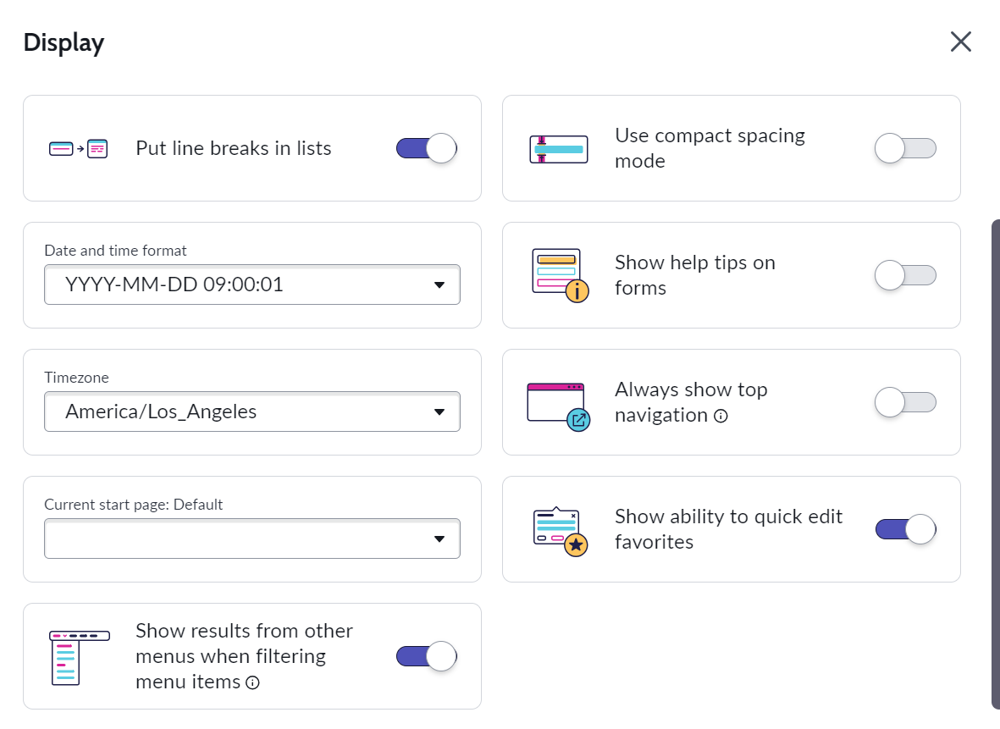 Display
Put line breaks in lists
Use compact spacing
mode
Date and time format
YYYY-MM-DD 09:00:01
Show help tips on
forms
Timezone
America/Los_Angeles
Always show top
navigation
Current start page: Default
Show ability to quick edit
favorites
Show results from other
menus when filtering
menu items